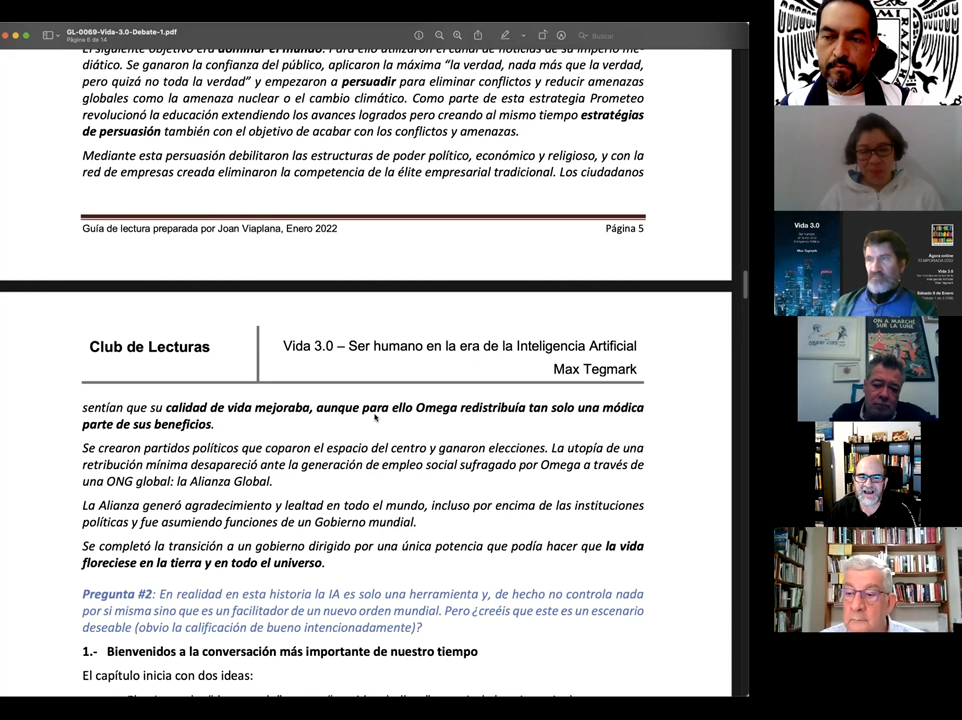 GL-0069-Vida-3.0-Debate-1.pdf
Página 6 de 14
Buscar
El siguiente objetivo era dominar el mundo. Para ello utilizaron el canal de noticias de su imperio me-
diático. Se ganaron la confianza del público, aplicaron la máxima “la verdad, nada más que la verdad,
pero quizá no toda la verdad” y empezaron a persuadir para eliminar conflictos y reducir amenazas
globales como la amenaza nuclear o el cambio climático. Como parte de esta estrategia Prometeo
revolucionó la educación extendiendo los avances logrados pero creando al mismo tiempo estratégias
de persuasión también con el objetivo de acabar con los conflictos y amenazas.
Mediante esta persuasión debilitaron las estructuras de poder político, económico y religioso, y con la
red de empresas creada eliminaron la competencia de la élite empresarial tradicional. Los ciudadanos
Guía de lectura preparada por Joan Viaplana, Enero 2022
Página 5
Club de Lecturas
Vida 3.0 – Ser humano en la era de la Inteligencia Artificial
Max Tegmark
sentían que su calidad de vida mejoraba, aunque para ello Omega redistribuía tan solo una módica
parte de sus beneficios.
Se crearon partidos políticos que coparon el espacio del centro y ganaron elecciones. La utopía de una
retribución mínima desapareció ante la generación de empleo social sufragado por Omega a través de
una ONG global: la Alianza Global.
La Alianza generó agradecimiento y lealtad en todo el mundo, incluso por encima de las instituciones
políticas y fue asumiendo funciones de un Gobierno mundial.
Se completó la transición a un gobierno dirigido por una única potencia que podía hacer que la vida
floreciese en la tierra y en todo el universo.
Pregunta #2: En realidad en esta historia la IA es solo una herramienta y, de hecho no controla nada
por si misma sino que es un facilitador de un nuevo orden mundial. Pero ¿creéis que este es un escenario
deseable (obvio la calificación de bueno intencionadamente)?
1.- Bienvenidos a la conversación más importante de nuestro tiempo
El capítulo inicia con dos ideas:
Vida 3.0
Max Tegmark
Ágora online
Vida 3.0
ON A MARCHÉ
SUR LA LUNE